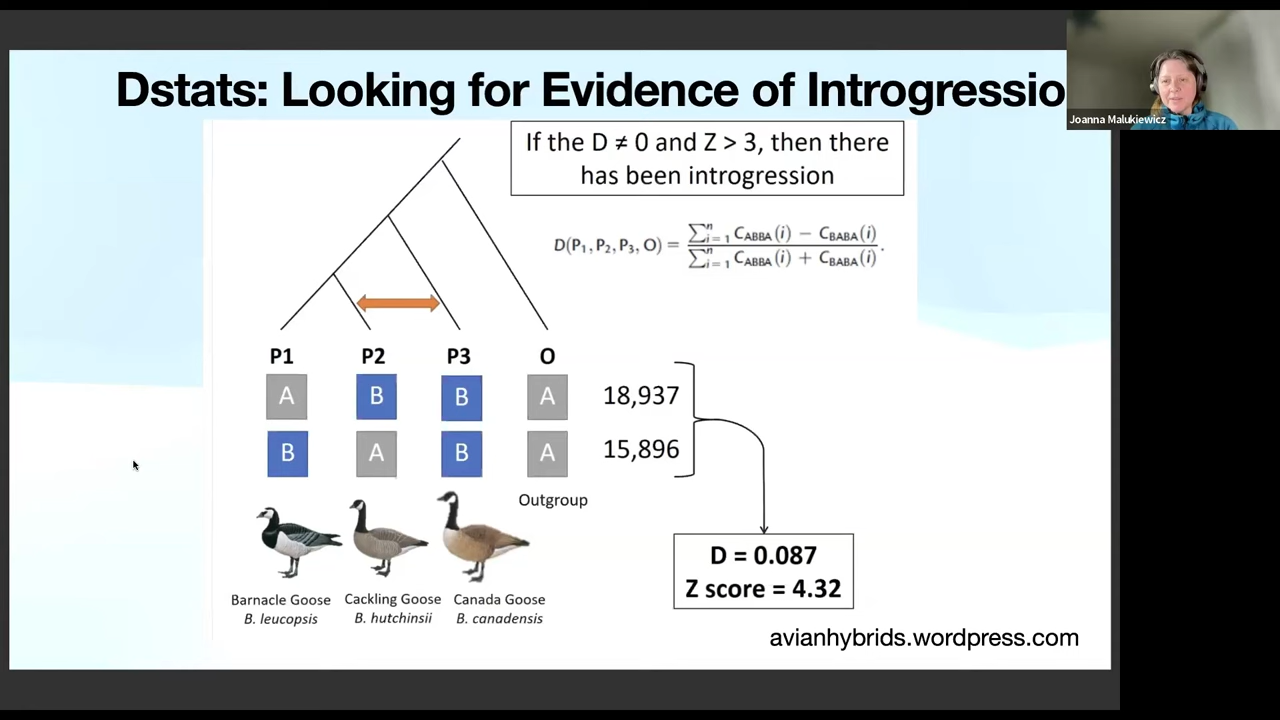 Dstats: Looking for Evidence of Introgressio
Joanna Malukiewicz
If the D ≠ 0 and Z > 3, then there
has been introgression
D(P₁, P₂, P₃, O) = ∑ⁿᵢ₌₁ C_ABBA(i) − C_BABA(i) / ∑ⁿᵢ₌₁ C_ABBA(i) + C_BABA(i) .
P1 P2 P3 O
A B B A 18,937
B A B A 15,896
Outgroup
Barnacle Goose Cackling Goose Canada Goose
B. leucopsis B. hutchinsii B. canadensis
D = 0.087
Z score = 4.32
avianhybrids.wordpress.com